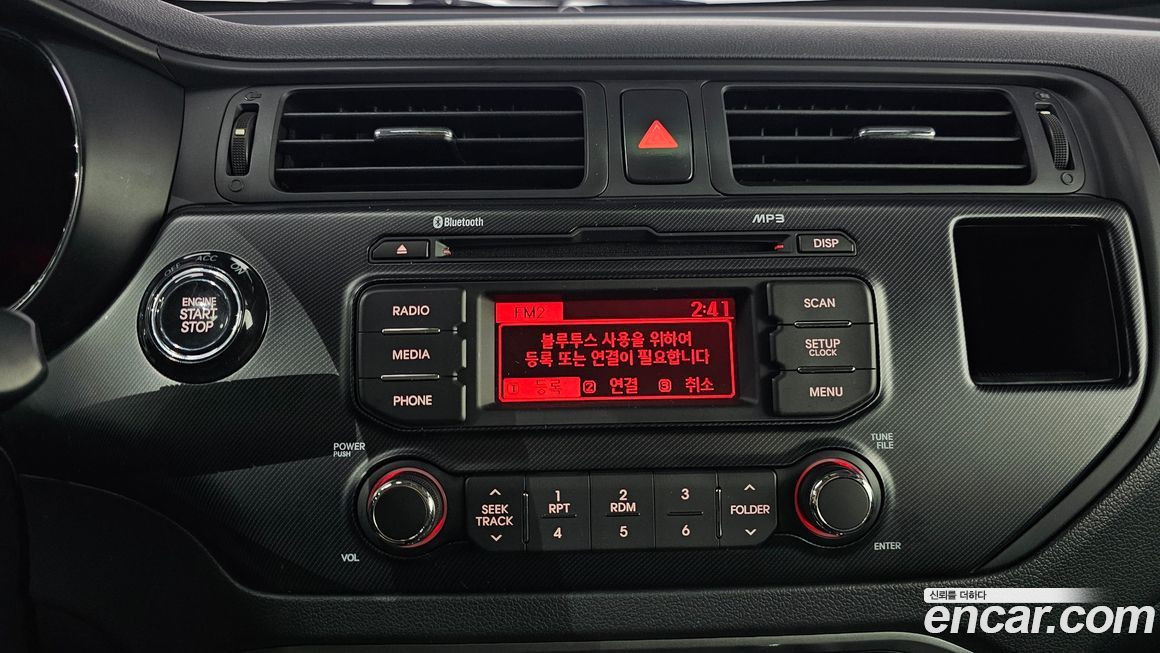 Bluetooth
MP3
DISP
OFF ACC ON
ENGINE
START
STOP
RADIO
MEDIA
PHONE
FM2 2:41
블루투스 사용을 위하여
등록 또는 연결이 필요합니다
1 등록 2 연결 3 취소
SCAN
SETUP
CLOCK
MENU
POWER
PUSH
VOL
SEEK
TRACK
1
RPT
4
2
RDM
5
3
6
FOLDER
TUNE
FILE
ENTER
신뢰를 더하다
encar.com